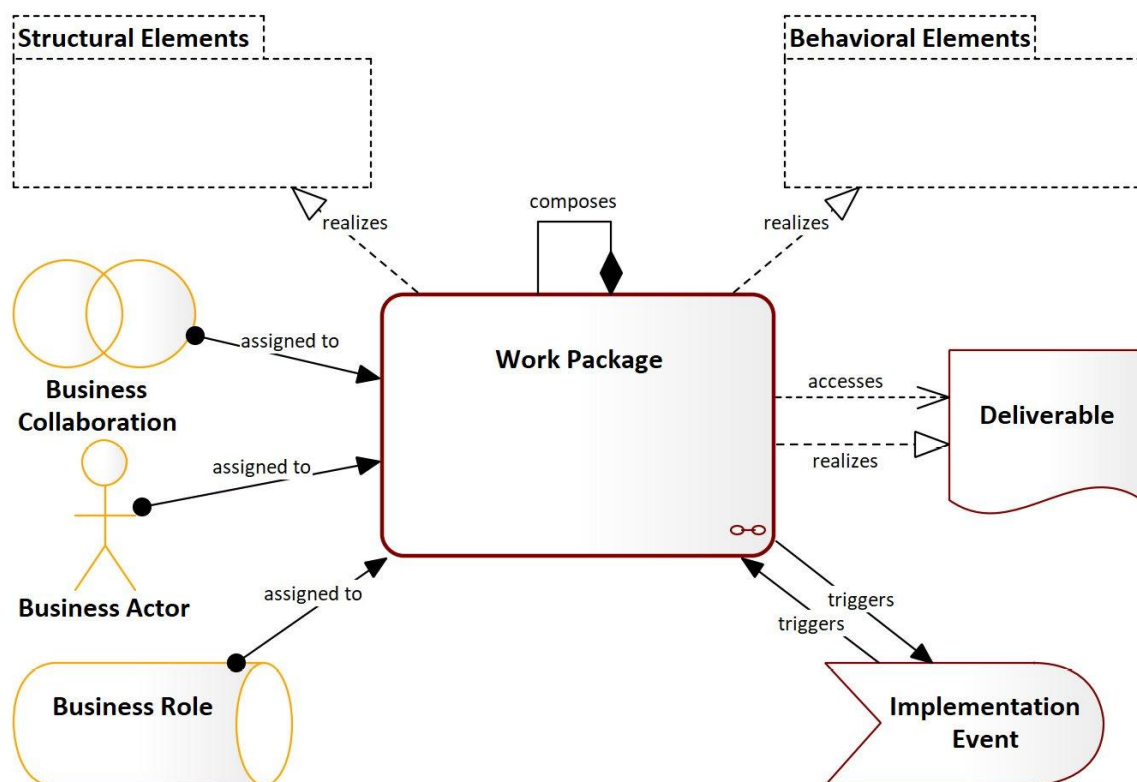 Structural Elements
Behavioral Elements
composes
realizes
realizes
assigned to
Work Package
Business
Collaboration
accesses
Deliverable
realizes
assigned to
Business Actor
assigned to
triggers
triggers
Business Role
Implementation
Event